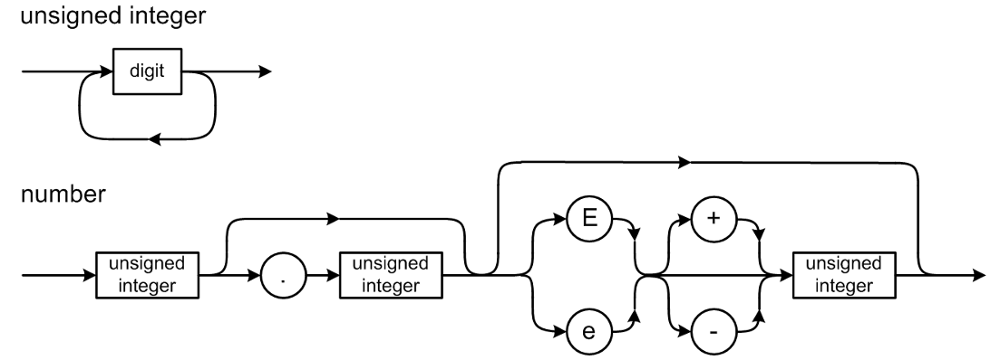 unsigned integer
digit
number
E
+
unsigned
integer
.
unsigned
integer
unsigned
integer
e
-